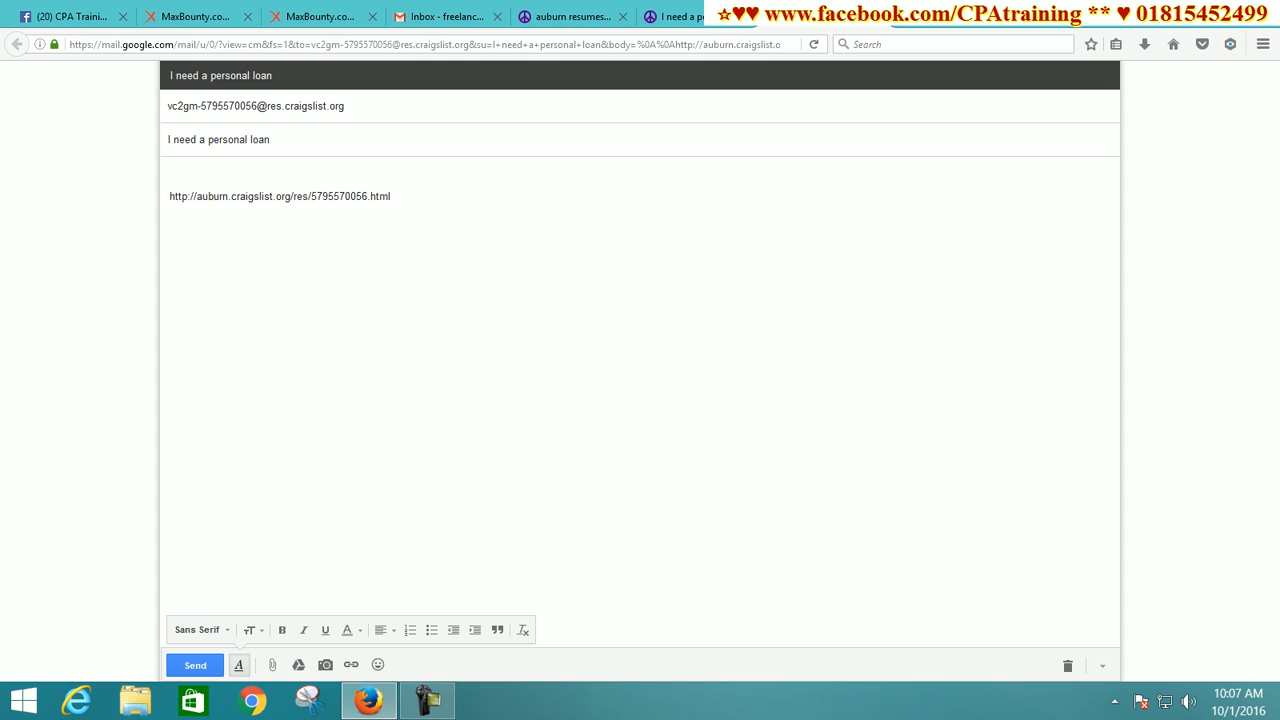 (20) CPA Traini...
MaxBounty.co...
MaxBounty.co...
Inbox - freelanc...
auburn resumes...
I need a p
☆♥♥ www.facebook.com/CPAtraining ** ♥ 01815452499
https://mail.google.com/mail/u/0/?view=cm&fs=1&to=vc2gm-5795570056@res.craigslist.org&su=I+need+a+personal+loan&body=%0A%0Ahttp://auburn.craigslist.o
Search
I need a personal loan
vc2gm-5795570056@res.craigslist.org
I need a personal loan
http://auburn.craigslist.org/res/5795570056.html
Sans Serif
Send
10:07 AM
10/1/2016